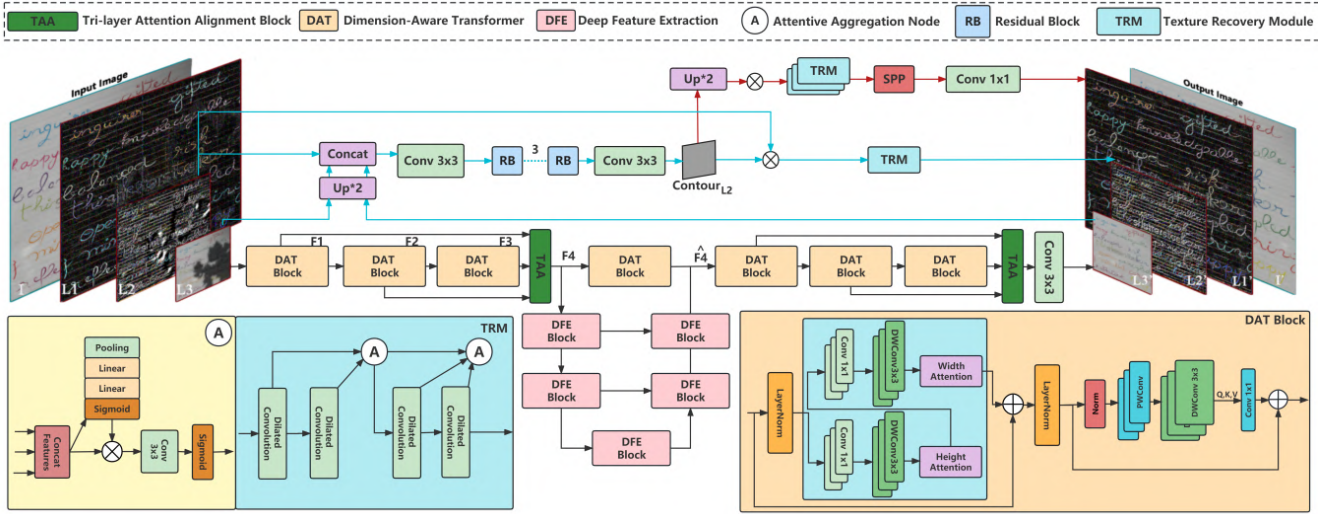 TAA Tri-layer Attention Alignment Block DAT Dimension-Aware Transformer DFE Deep Feature Extraction A Attentive Aggregation Node RB Residual Block TRM Texture Recovery Module
Input Image
Output Image
Up*2 TRM SPP Conv 1x1
Concat Conv 3x3 RB 3 RB Conv 3x3 TRM
Up*2 Contour L2
F1 F2 F3 F4 F̂4
DAT Block DAT Block DAT Block TAA DAT Block DAT Block DAT Block DAT Block TAA Conv 3x3
I L1 L2 L3
L3' L2 L1' I'
DFE Block DFE Block
DFE Block DFE Block
DFE Block
A
Pooling
Linear
Linear
Sigmoid
Concat Features
Conv 3x3
Sigmoid
TRM
A A
Dilated Convolution Dilated Convolution Dilated Convolution Dilated Convolution
DAT Block
LayerNorm
Conv 1x1 DWConv3x3 Width Attention
Conv 1x1 DWConv3x3 Height Attention
LayerNorm
Norm PWConv DWConv 3x3 Q,K,V Conv 1x1